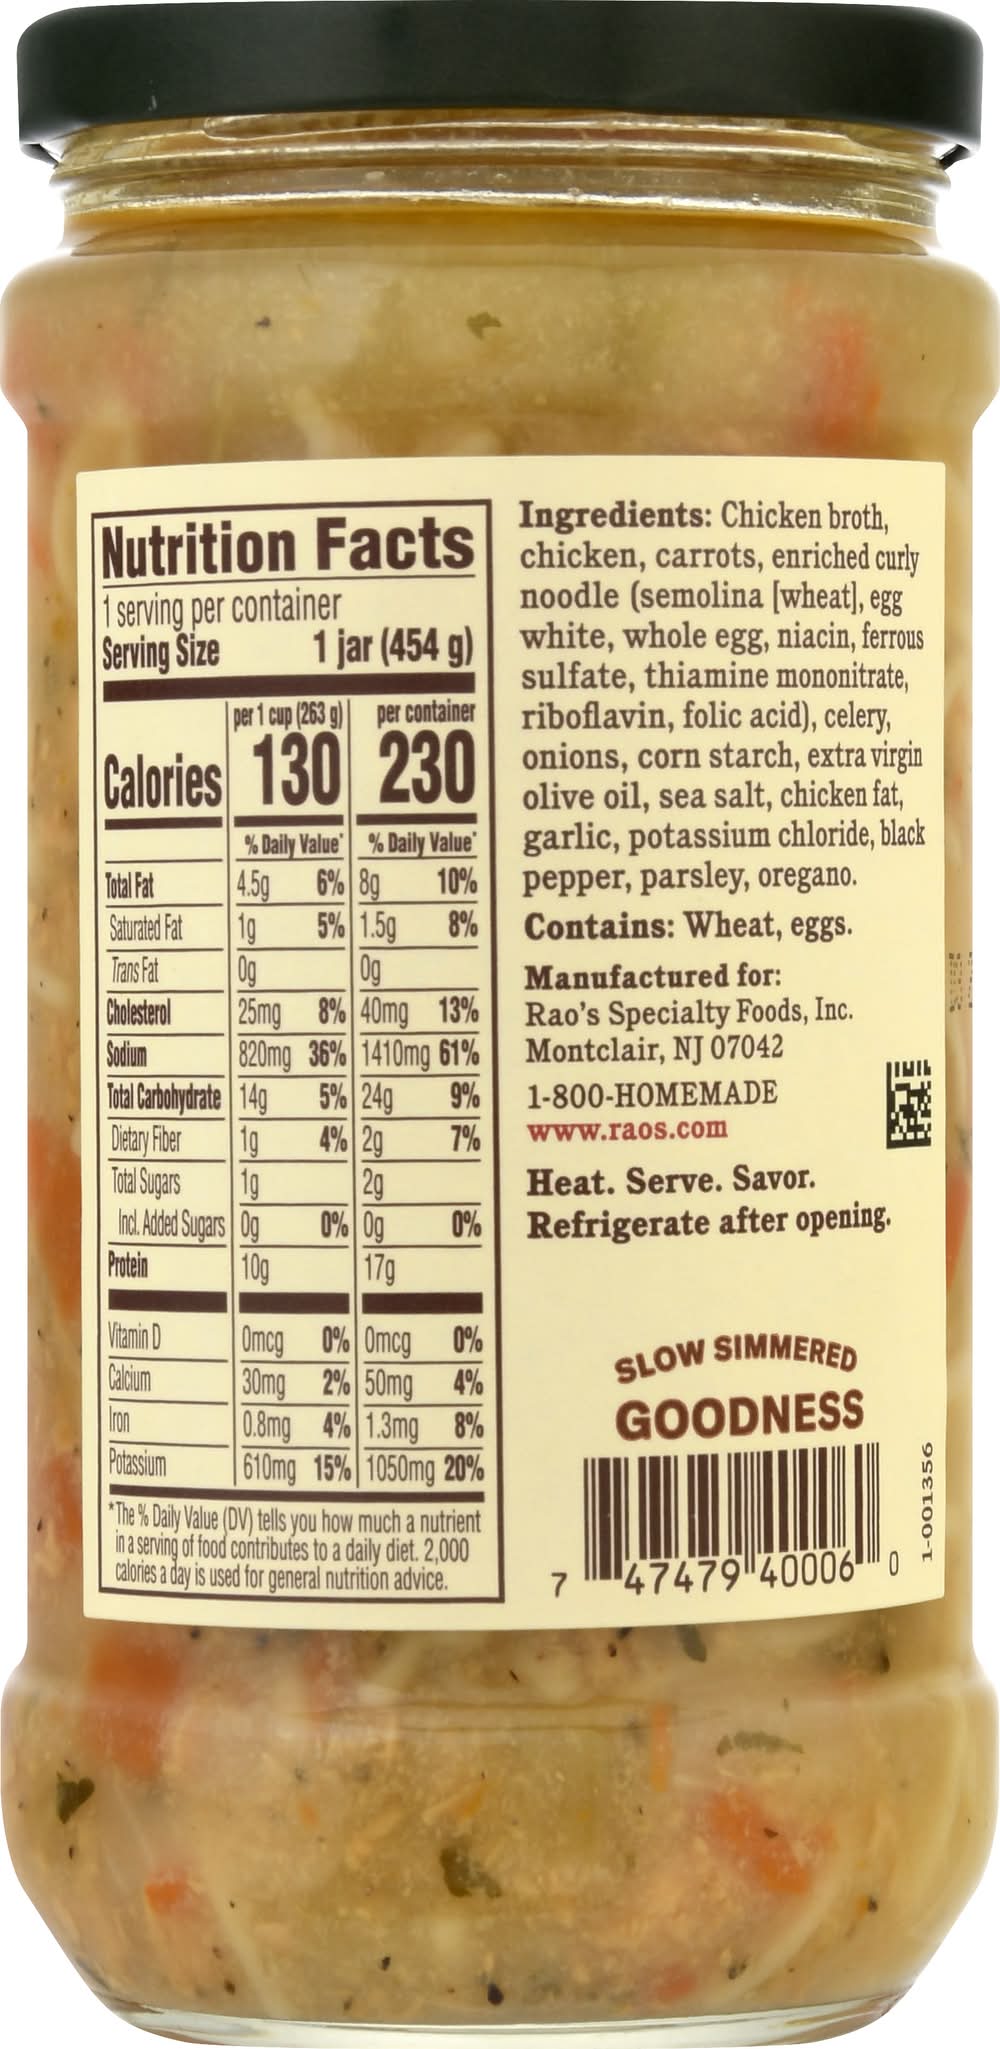 Nutrition Facts
1 serving per container
Serving Size 1 jar (454 g)
per 1 cup (263 g) per container
Calories 130 230
% Daily Value* % Daily Value*
Total Fat 4.5g 6% 8g 10%
Saturated Fat 1g 5% 1.5g 8%
Trans Fat 0g 0g
Cholesterol 25mg 8% 40mg 13%
Sodium 820mg 36% 1410mg 61%
Total Carbohydrate 14g 5% 24g 9%
Dietary Fiber 1g 4% 2g 7%
Total Sugars 1g 2g
Incl. Added Sugars 0g 0% 0g 0%
Protein 10g 17g
Vitamin D 0mcg 0% 0mcg 0%
Calcium 30mg 2% 50mg 4%
Iron 0.8mg 4% 1.3mg 8%
Potassium 610mg 15% 1050mg 20%
*The % Daily Value (DV) tells you how much a nutrient
in a serving of food contributes to a daily diet. 2,000
calories a day is used for general nutrition advice.
Ingredients: Chicken broth,
chicken, carrots, enriched curly
noodle (semolina [wheat], egg
white, whole egg, niacin, ferrous
sulfate, thiamine mononitrate,
riboflavin, folic acid), celery,
onions, corn starch, extra virgin
olive oil, sea salt, chicken fat,
garlic, potassium chloride, black
pepper, parsley, oregano.
Contains: Wheat, eggs.
Manufactured for:
Rao's Specialty Foods, Inc.
Montclair, NJ 07042
1-800-HOMEMADE
www.raos.com
Heat. Serve. Savor.
Refrigerate after opening.
SLOW SIMMERED
GOODNESS
7 47479 40006 0
1-001356